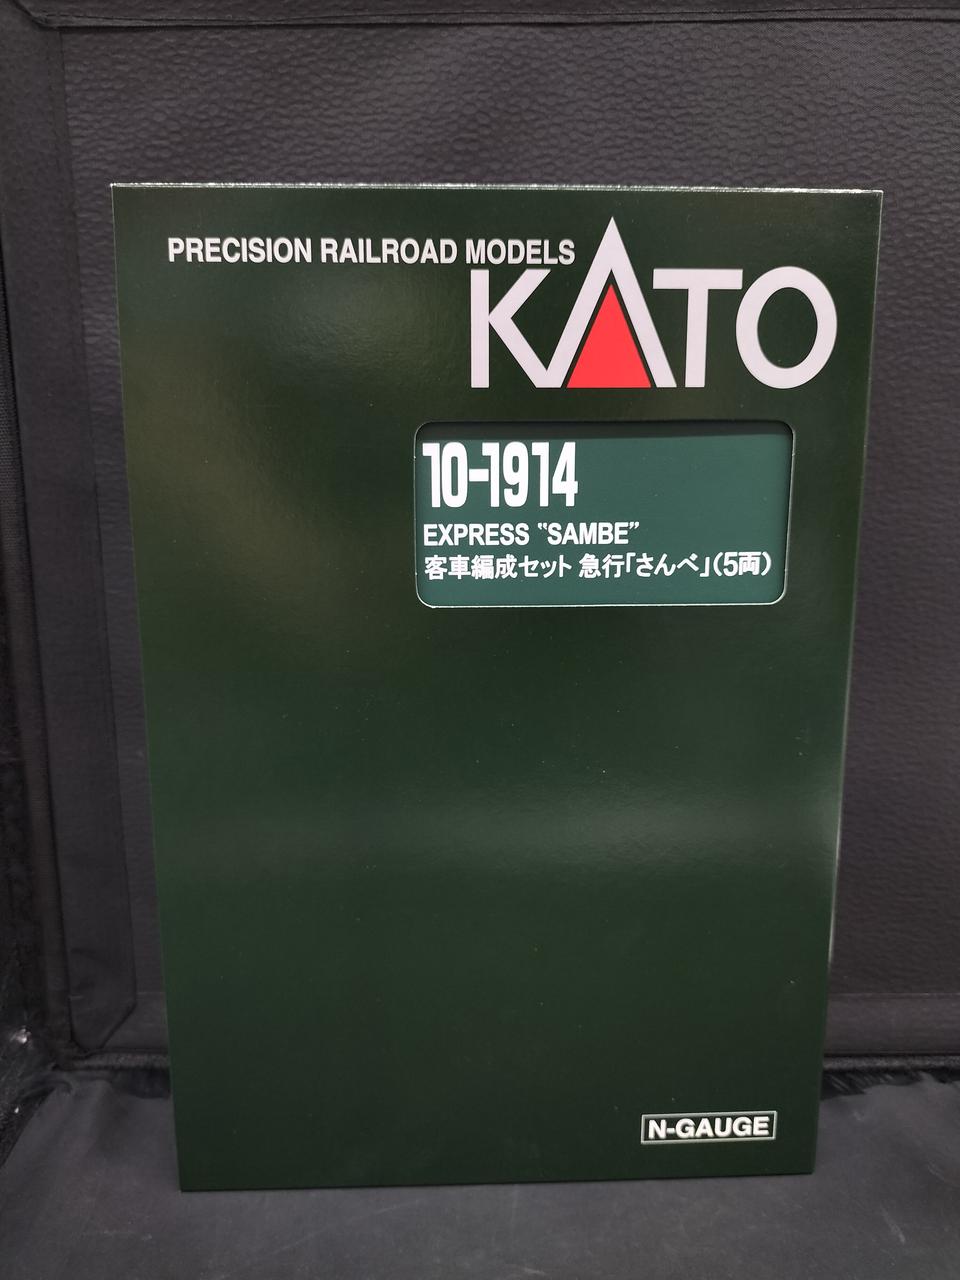 PRECISION RAILROAD MODELS
KATO
10-1914
EXPRESS “SAMBE”
客車編成セット 急行「さんべ」(5両)
N-GAUGE